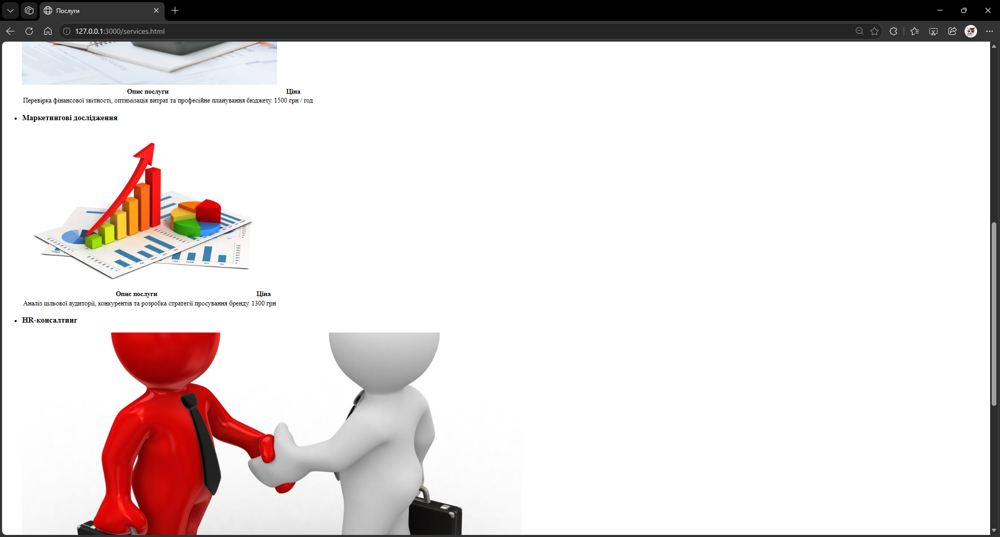 Послуги
127.0.0.1:3000/services.html
Опис послуги Ціна
Перевірка фінансової звітності, оптимізація витрат та професійне планування бюджету. 1500 грн / год
Маркетингові дослідження
Опис послуги Ціна
Аналіз цільової аудиторії, конкурентів та розробка стратегії просування бренду. 1300 грн
HR-консалтинг